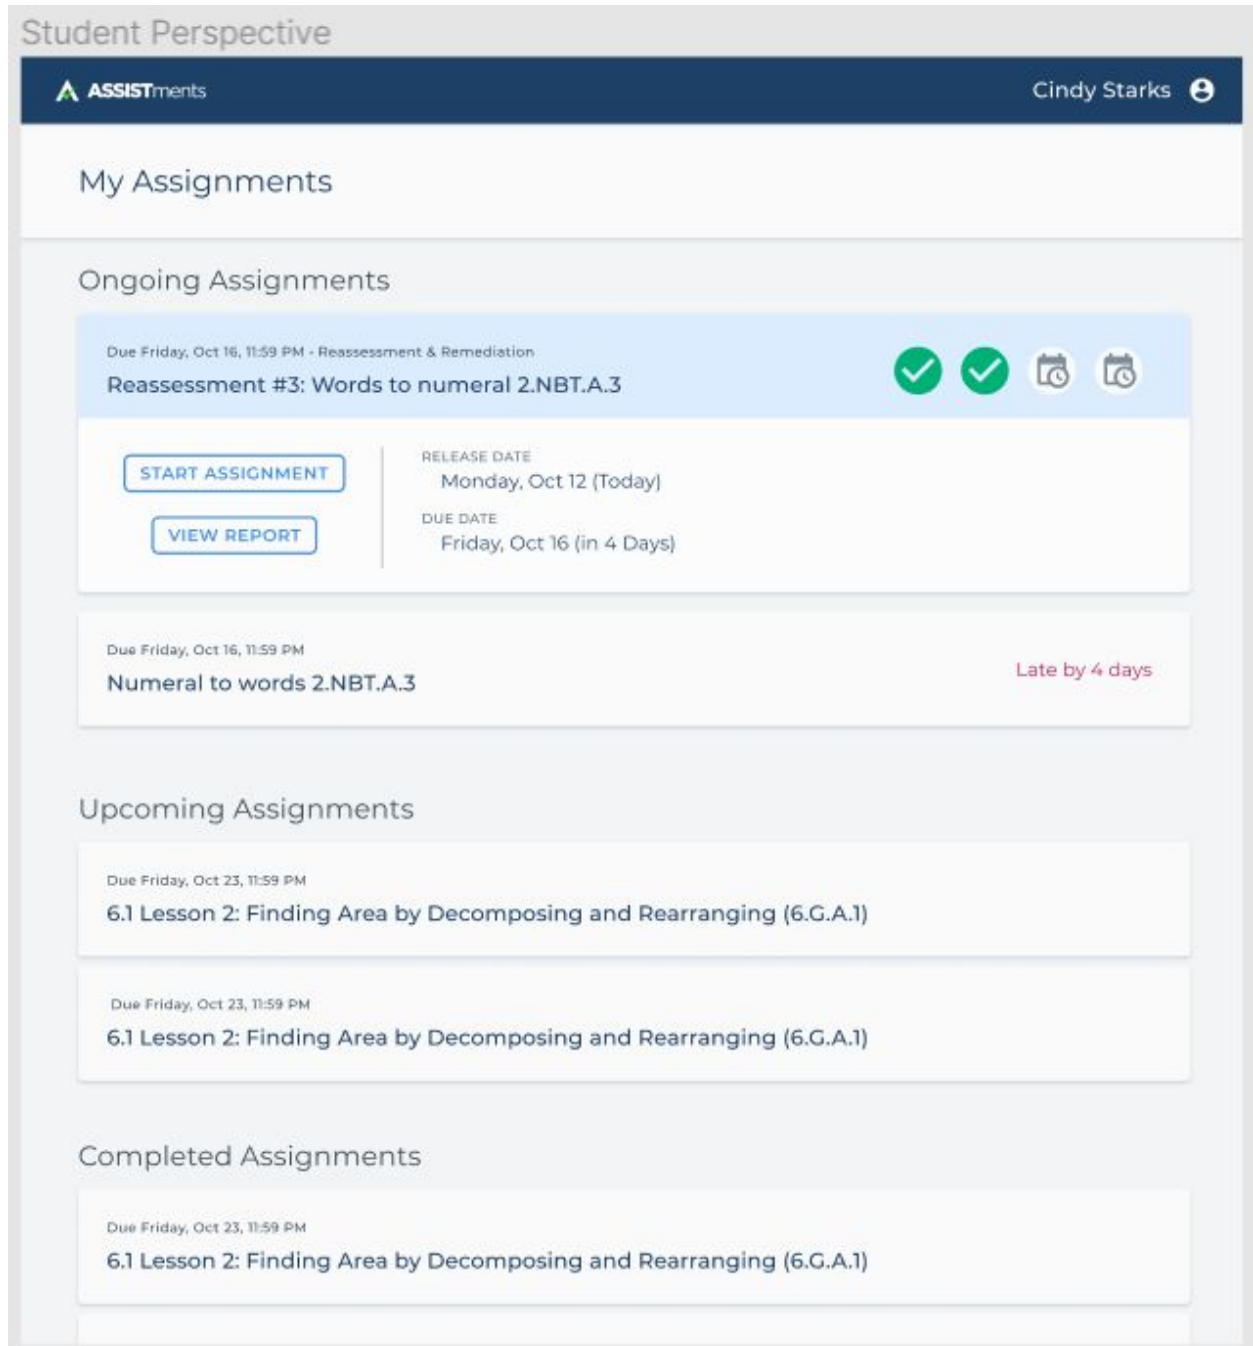 Student Perspective
ASSISTments
Cindy Starks
My Assignments
Ongoing Assignments
Due Friday, Oct 16, 11:59 PM - Reassessment & Remediation
Reassessment #3: Words to numeral 2.NBT.A.3
START ASSIGNMENT
VIEW REPORT
RELEASE DATE
Monday, Oct 12 (Today)
DUE DATE
Friday, Oct 16 (in 4 Days)
Due Friday, Oct 16, 11:59 PM
Numeral to words 2.NBT.A.3
Late by 4 days
Upcoming Assignments
Due Friday, Oct 23, 11:59 PM
6.1 Lesson 2: Finding Area by Decomposing and Rearranging (6.G.A.1)
Due Friday, Oct 23, 11:59 PM
6.1 Lesson 2: Finding Area by Decomposing and Rearranging (6.G.A.1)
Completed Assignments
Due Friday, Oct 23, 11:59 PM
6.1 Lesson 2: Finding Area by Decomposing and Rearranging (6.G.A.1)